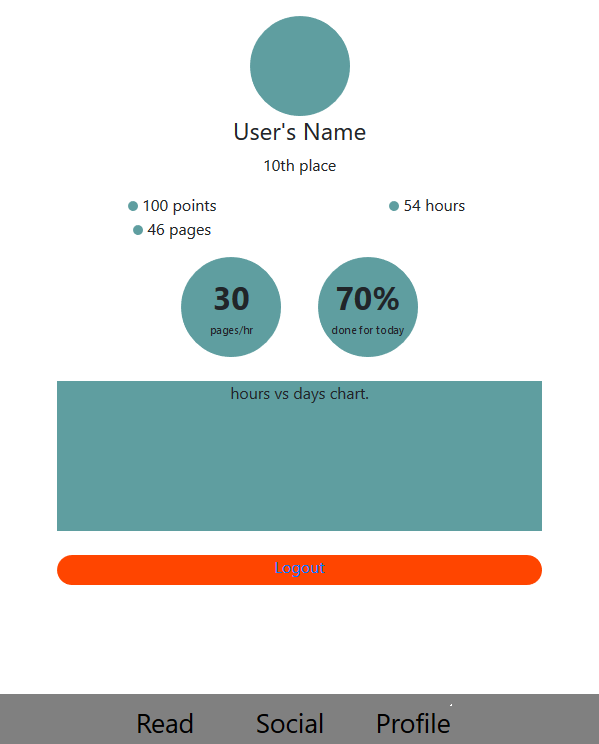 User's Name
10th place
100 points 54 hours
46 pages
30 70%
pages/hr done for today
hours vs days chart.
Logout
Read Social Profile